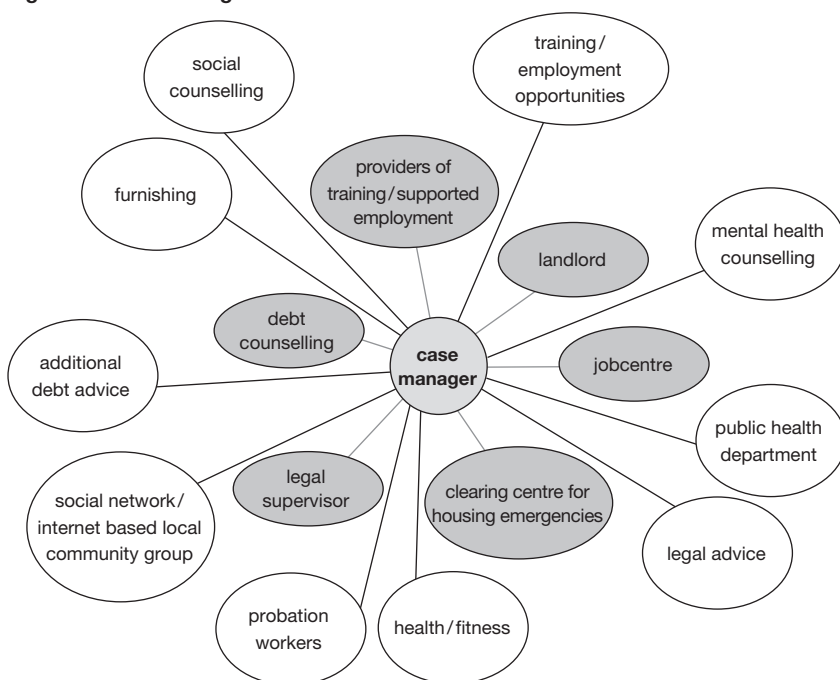 social
counselling
training/
employment
opportunities
providers of
training/supported
employment
furnishing
landlord
mental health
counselling
debt
counselling
case
manager
jobcentre
additional
debt advice
public health
department
legal
supervisor
clearing centre for
housing emergencies
social network/
internet based local
community group
legal advice
probation
workers
health/fitness